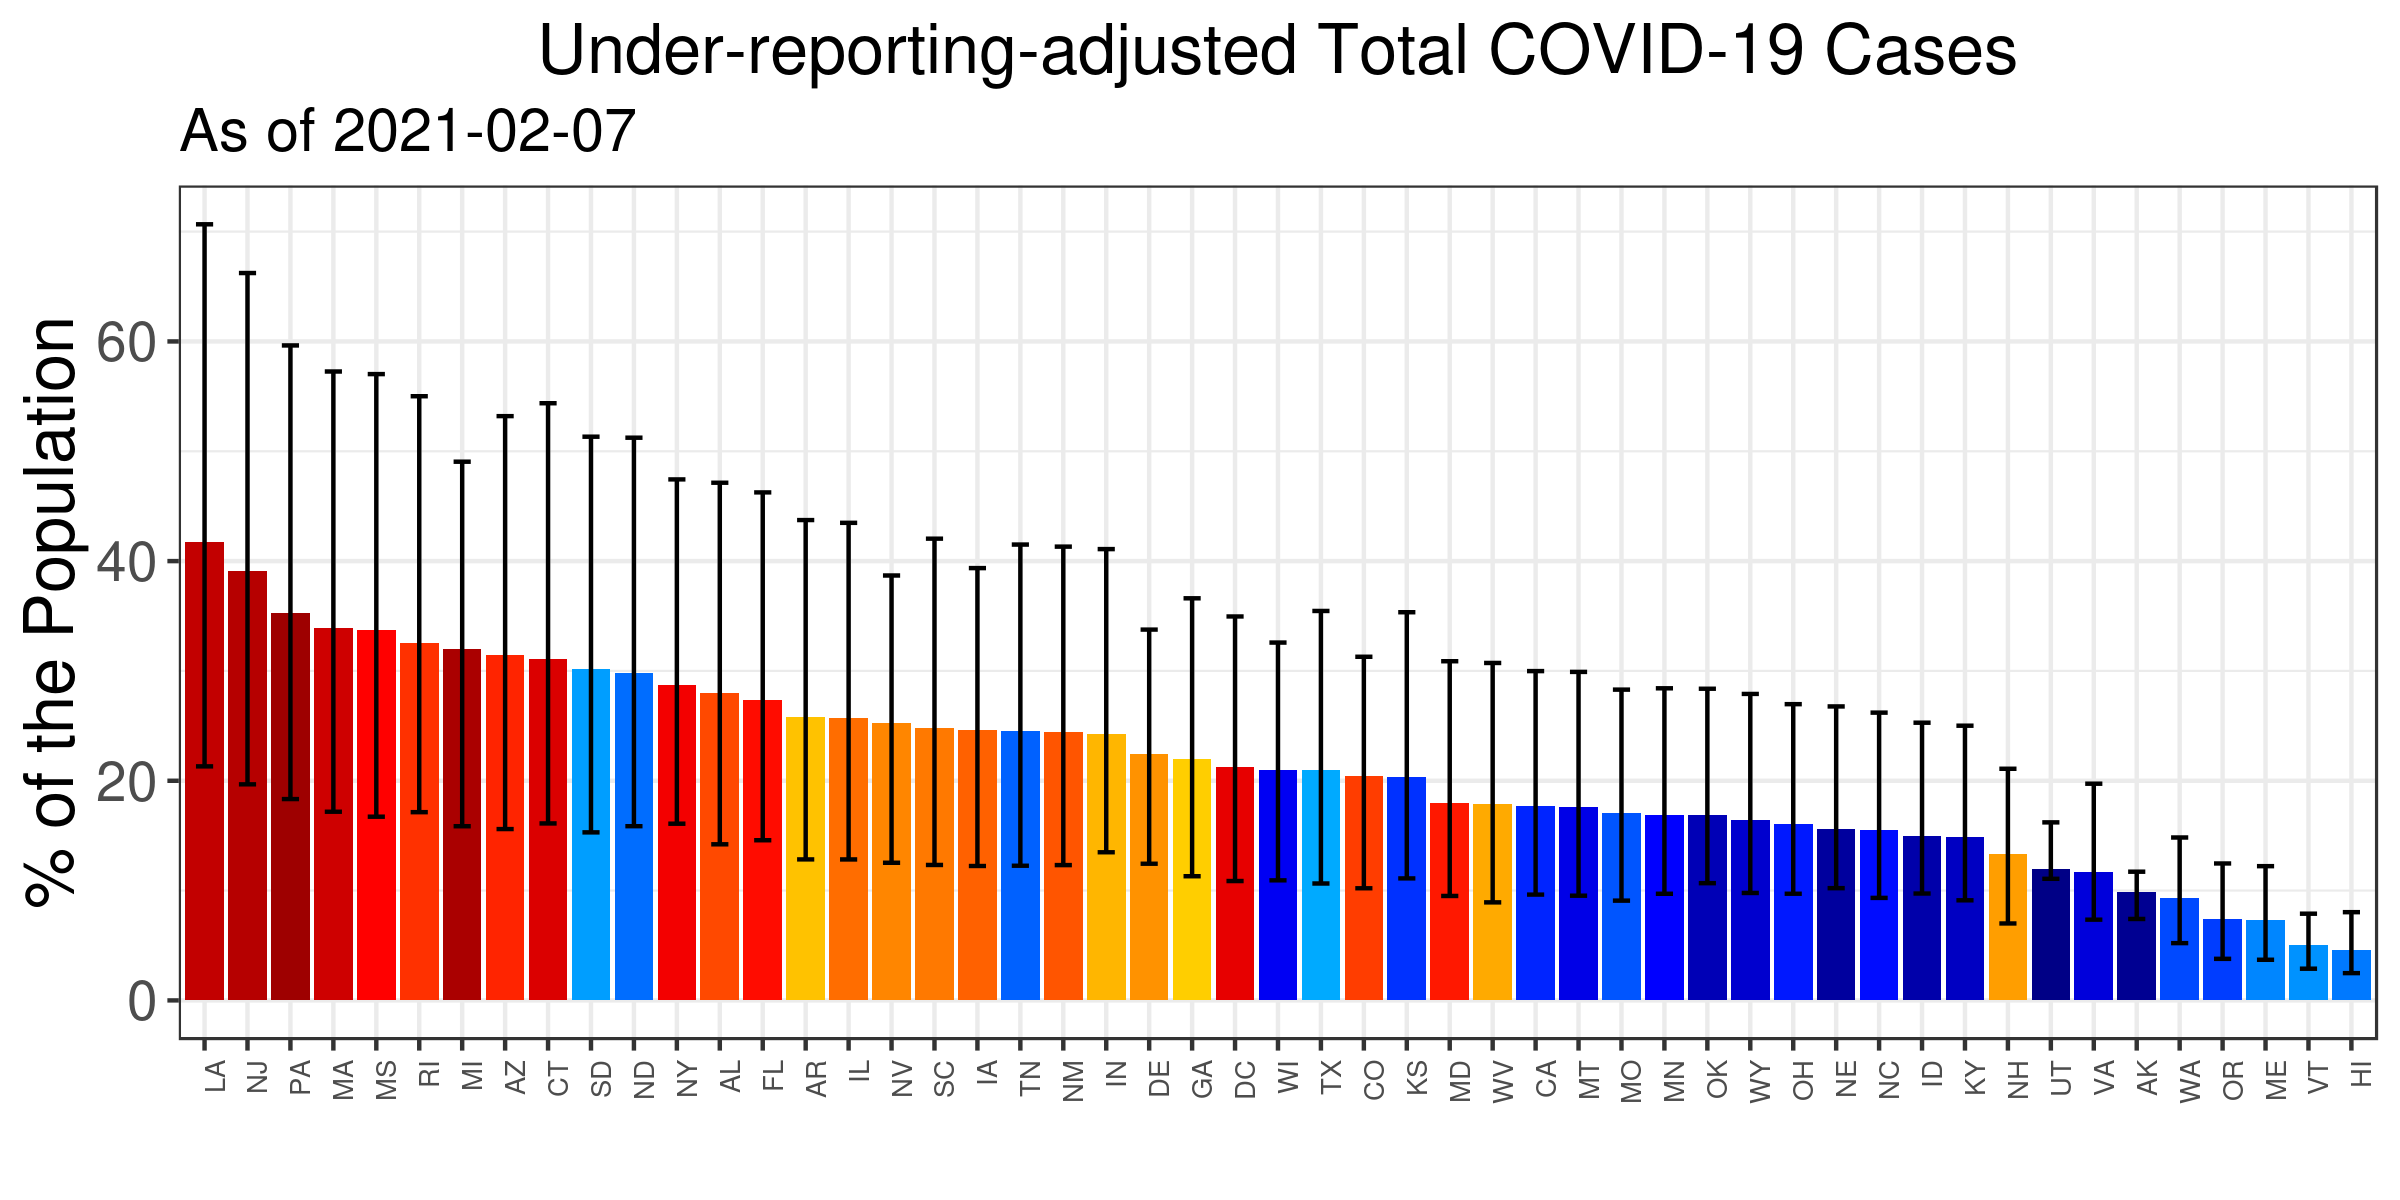 Under-reporting-adjusted Total COVID-19 Cases
As of 2021-02-07
% of the Population
60
40
20
0
LA NJ PA MA MS RI MI AZ CT SD ND NY AL FL AR IL NV SC IA TN NM IN DE GA DC WI TX CO KS MD WV CA MT MO MN OK WY OH NE NC ID KY NH UT VA AK WA OR ME VT HI